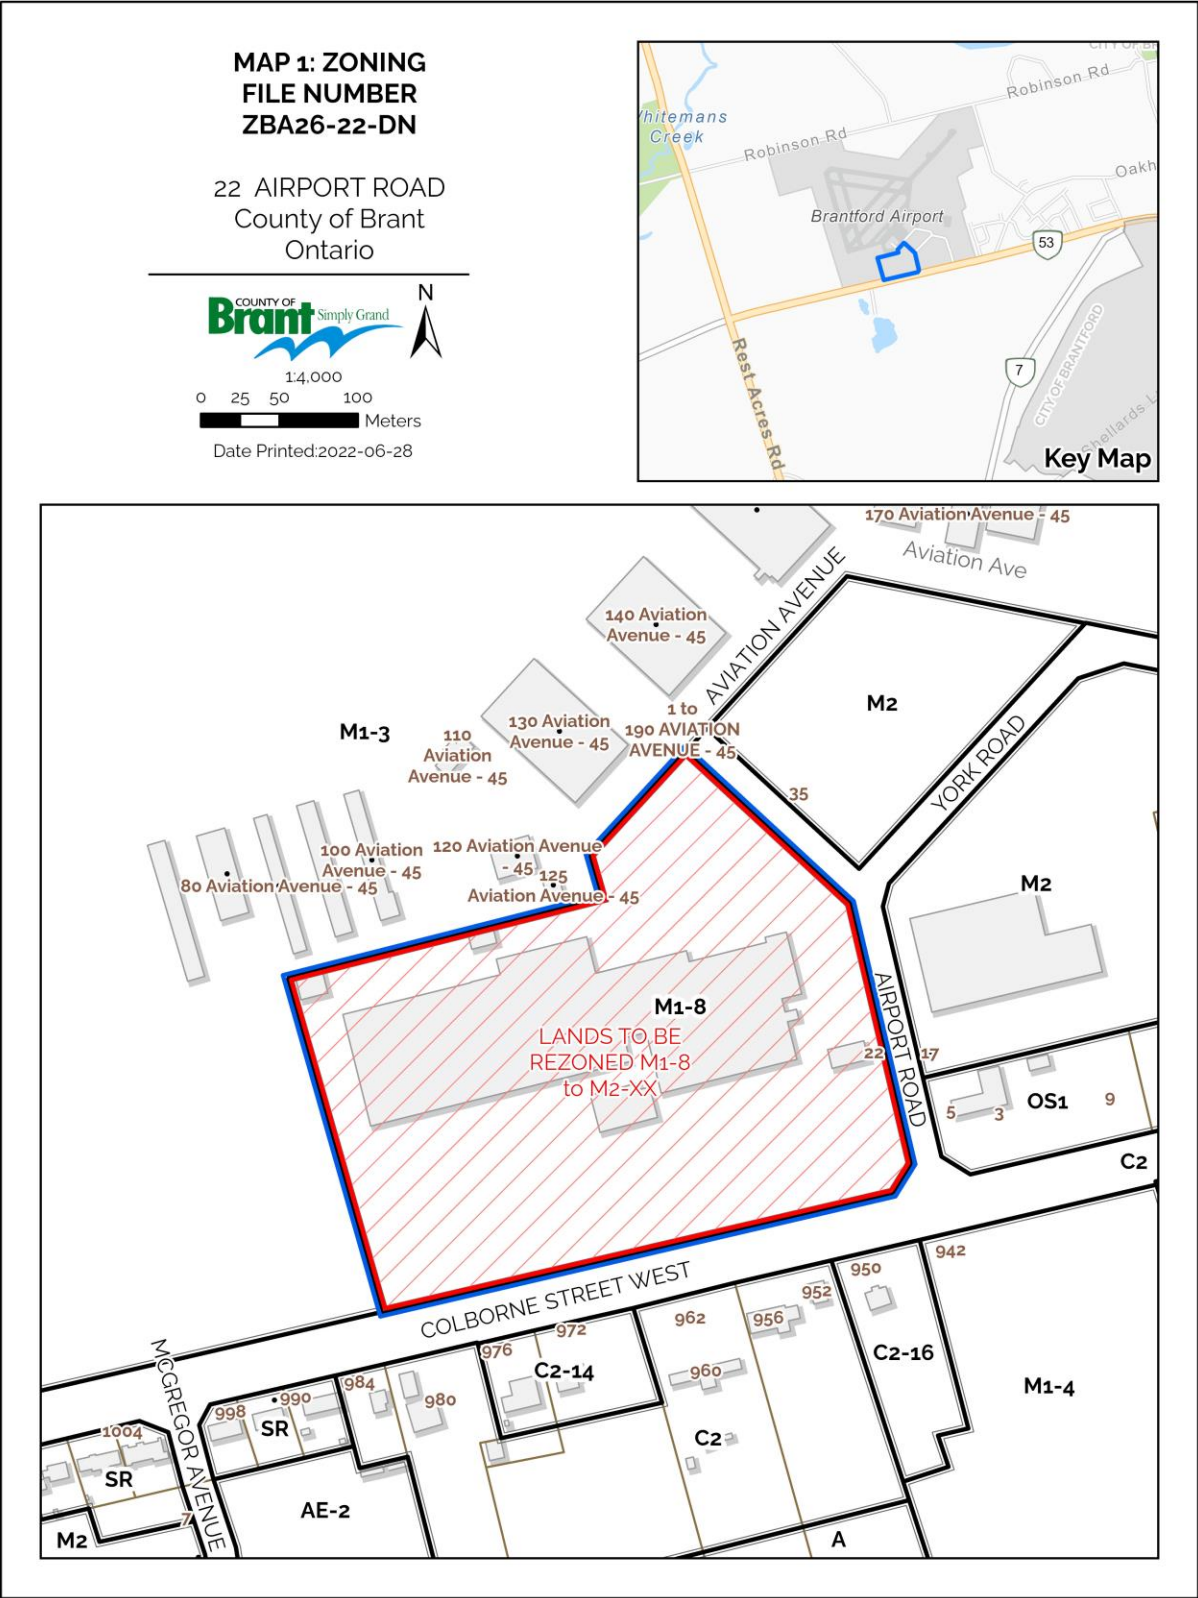 MAP 1: ZONING
FILE NUMBER
ZBA26-22-DN
22 AIRPORT ROAD
County of Brant
Ontario
COUNTY OF
Brant Simply Grand
N
1:4,000
0 25 50 100
Meters
Date Printed:2022-06-28
Robinson Rd
Whitemans
Creek
Robinson Rd
Oakh
Brantford Airport
53
Rest Acres Rd
7
CITY OF BRANTFORD
Shellards L
Key Map
170 Aviation Avenue - 45
Aviation Ave
AVIATION AVENUE
140 Aviation
Avenue - 45
M2
1 to
190 AVIATION
AVENUE - 45
130 Aviation
Avenue - 45
M1-3
110
Aviation
Avenue - 45
YORK ROAD
35
100 Aviation
Avenue - 45
120 Aviation Avenue
- 45
80 Aviation Avenue - 45
125
Aviation Avenue - 45
M2
M1-8
LANDS TO BE
REZONED M1-8
to M2-XX
AIRPORT ROAD
22
17
5
3
OS1
9
C2
COLBORNE STREET WEST
942
950
952
956
962
960
972
976
C2-14
C2-16
M1-4
MCGREGOR AVENUE
984
980
990
998
SR
1004
SR
C2
AE-2
7
M2
A